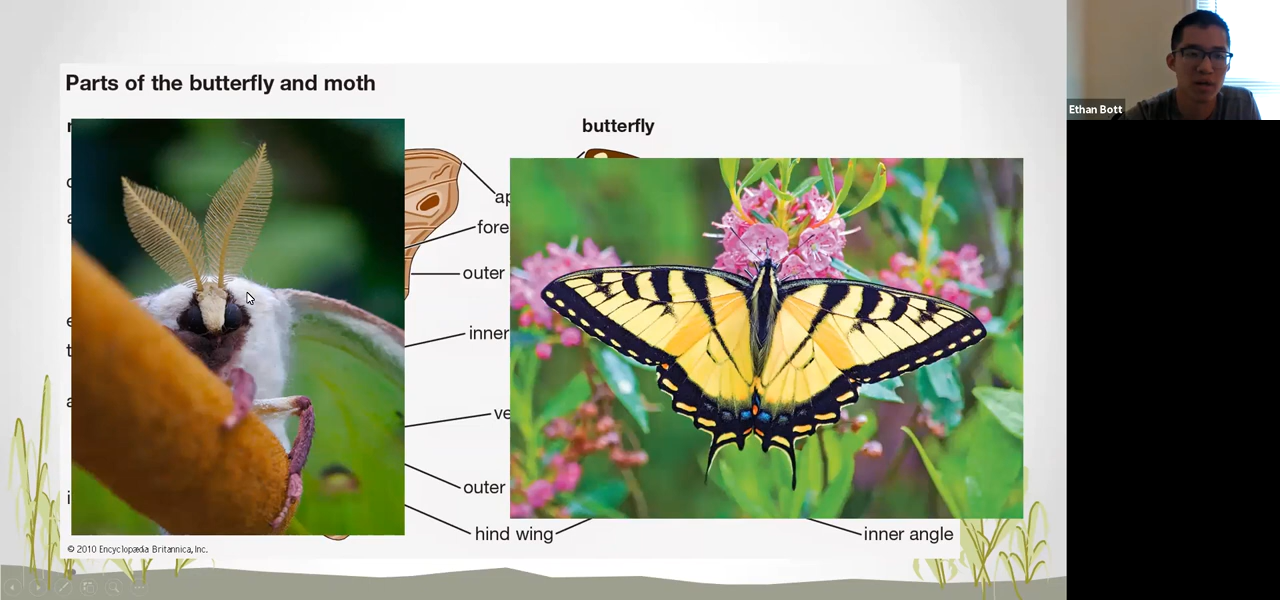 Parts of the butterfly and moth
butterfly
fore
outer
inner
outer
hind wing
inner angle
© 2010 Encyclopædia Britannica, Inc.
Ethan Bott